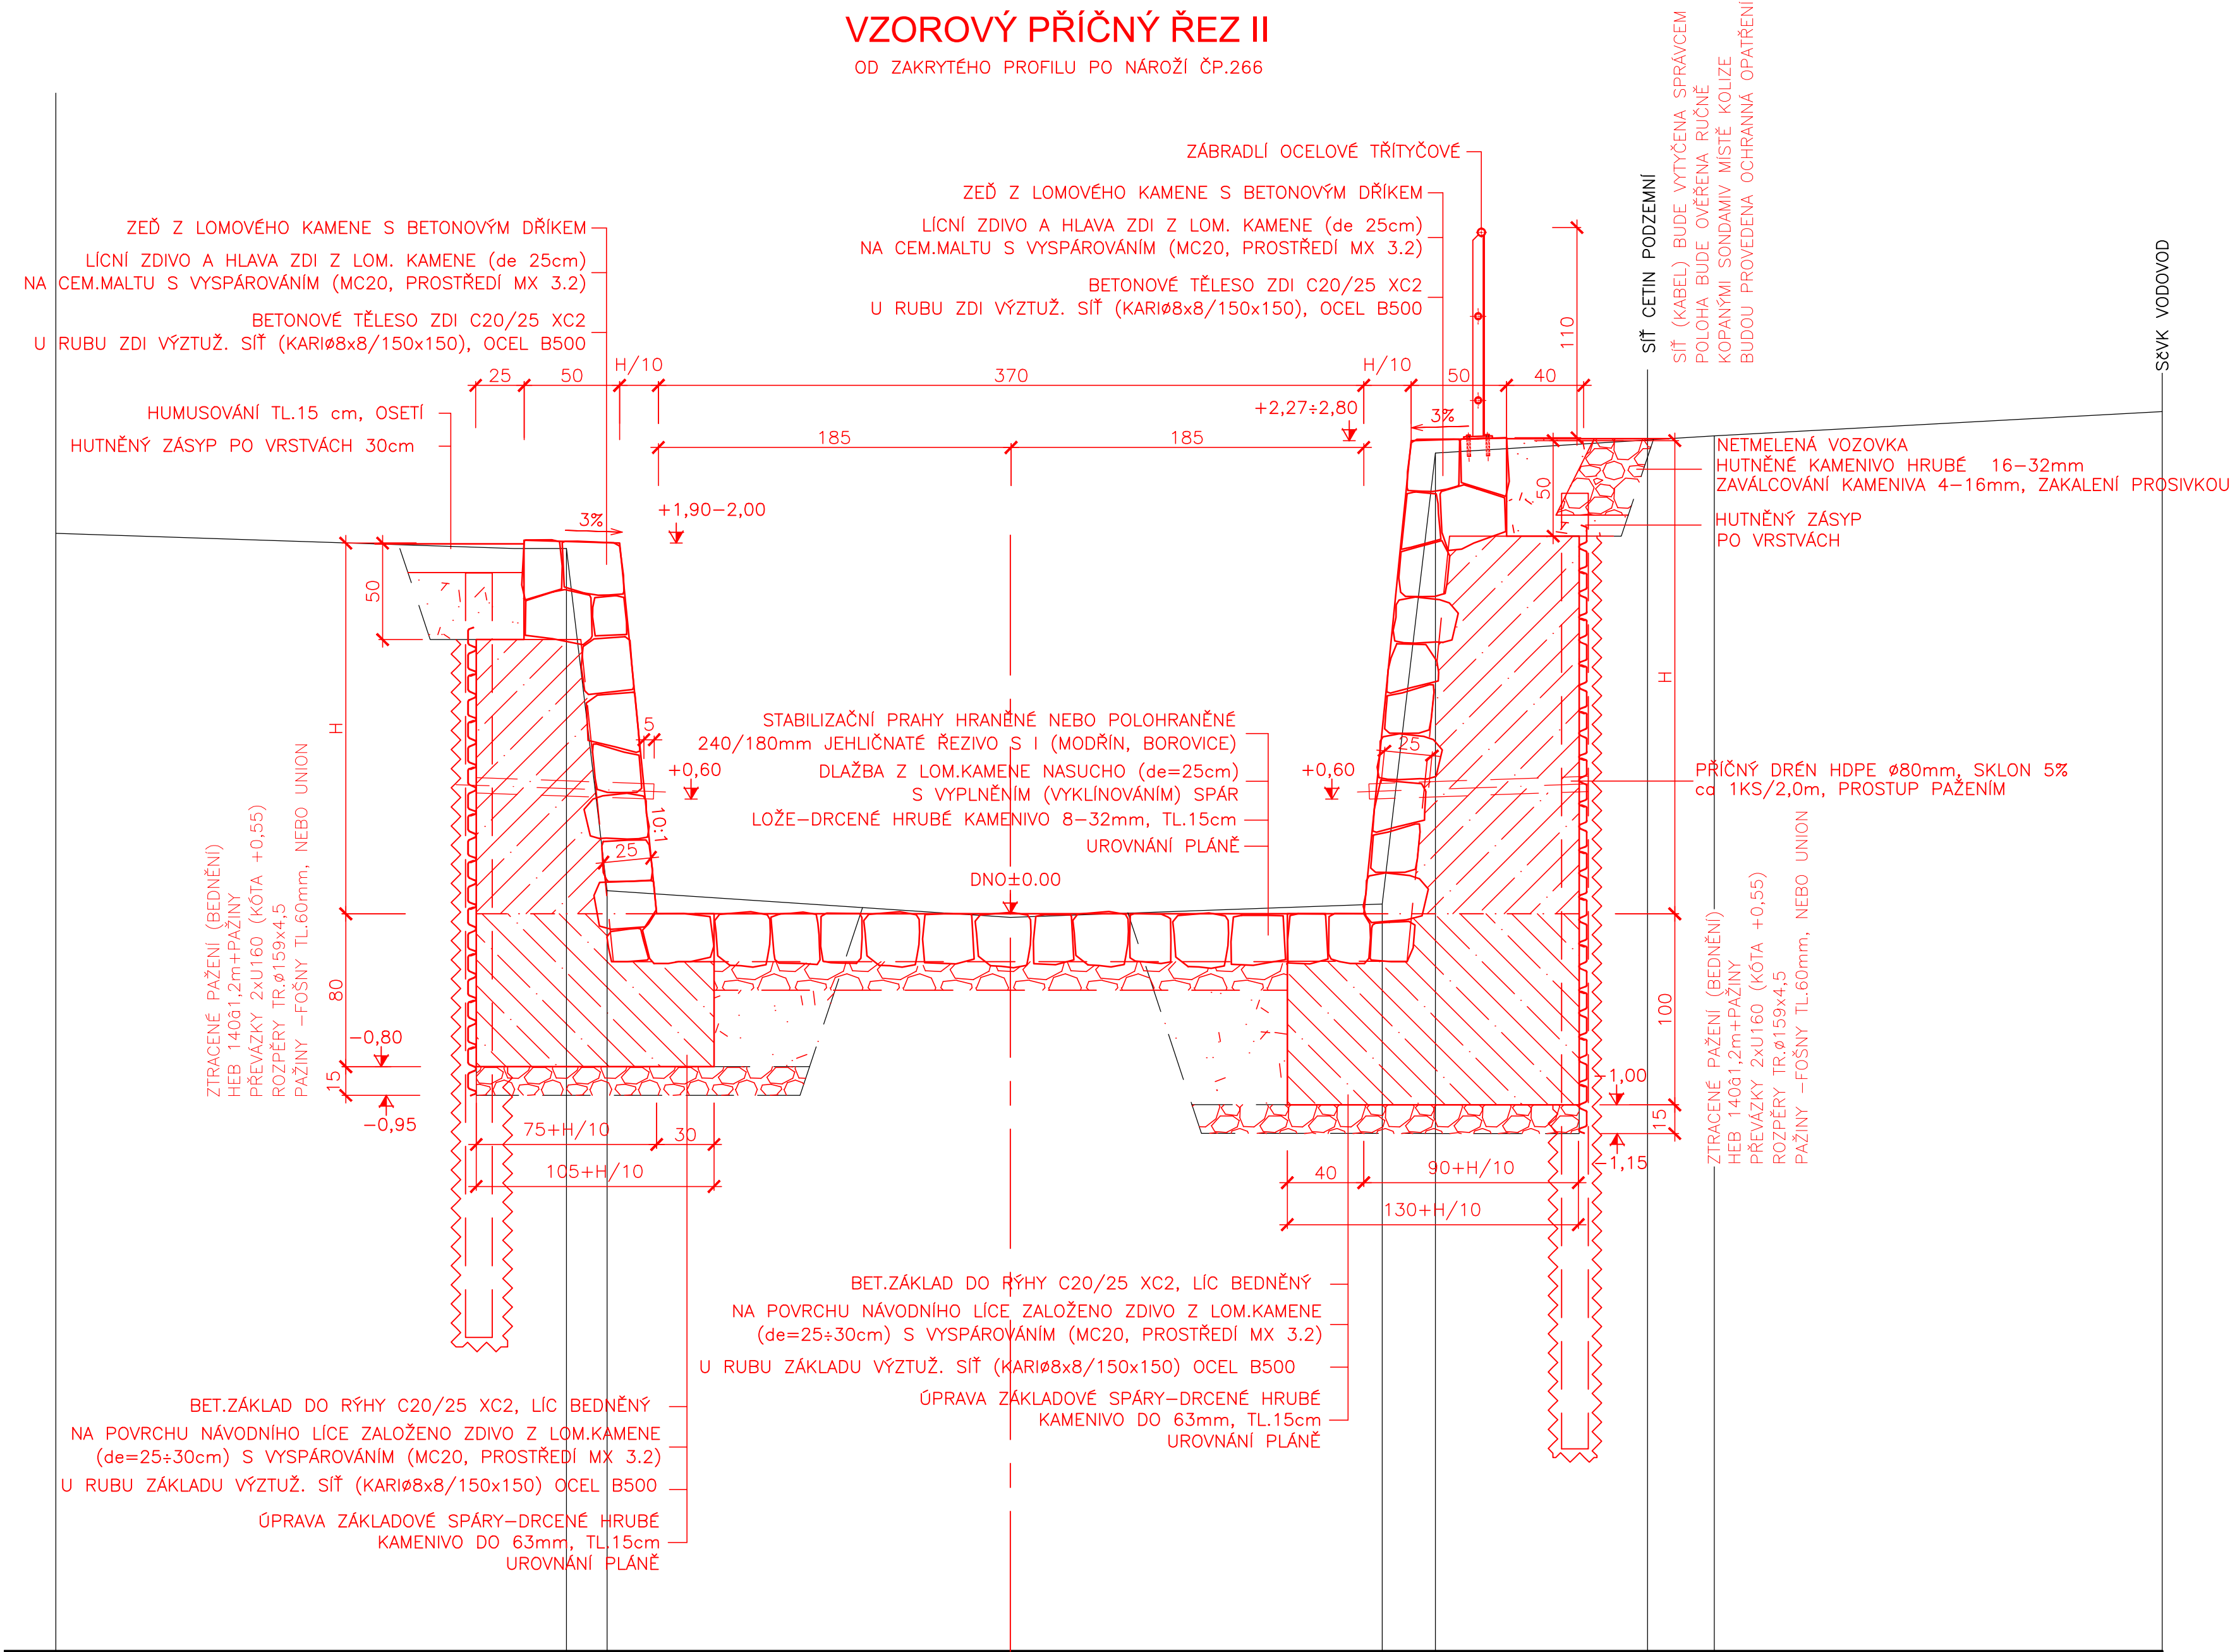 VZOROVÝ PŘÍČNÝ ŘEZ II
OD ZAKRYTÉHO PROFILU PO NÁROŽÍ ČP.266
ZEĎ Z LOMOVÉHO KAMENE S BETONOVÝM DŘÍKEM
LÍCNÍ ZDIVO A HLAVA ZDI Z LOM. KAMENE (de 25cm)
NA CEM.MALTU S VYSPÁROVÁNÍM (MC20, PROSTŘEDÍ MX 3.2)
BETONOVÉ TĚLESO ZDI C20/25 XC2
U RUBU ZDI VÝZTUŽ. SÍŤ (KARIø8x8/150x150), OCEL B500
HUMUSOVÁNÍ TL.15 cm, OSETÍ
HUTNĚNÝ ZÁSYP PO VRSTVÁCH 30cm
ZÁBRADLÍ OCELOVÉ TŘÍTYČOVÉ
ZEĎ Z LOMOVÉHO KAMENE S BETONOVÝM DŘÍKEM
LÍCNÍ ZDIVO A HLAVA ZDI Z LOM. KAMENE (de 25cm)
NA CEM.MALTU S VYSPÁROVÁNÍM (MC20, PROSTŘEDÍ MX 3.2)
BETONOVÉ TĚLESO ZDI C20/25 XC2
U RUBU ZDI VÝZTUŽ. SÍŤ (KARIø8x8/150x150), OCEL B500
SÍŤ CETIN PODZEMNÍ
SÍŤ (KABEL) BUDE VYTYČENA SPRÁVCEM
POLOHA BUDE OVĚŘENA RUČNĚ
KOPANÝMI SONDAMIV MÍSTĚ KOLIZE
BUDOU PROVEDENA OCHRANNÁ OPATŘENÍ
SčVK VODOVOD
25
50
H/10
370
H/10
50
40
110
185
185
+2,27÷2,80
3%
+1,90–2,00
3%
50
50
H
H
NETMELENÁ VOZOVKA
HUTNĚNÉ KAMENIVO HRUBÉ 16–32mm
ZAVÁLCOVÁNÍ KAMENIVA 4–16mm, ZAKALENÍ PROSIVKOU
HUTNĚNÝ ZÁSYP
PO VRSTVÁCH
STABILIZAČNÍ PRAHY HRANĚNÉ NEBO POLOHRANĚNÉ
240/180mm JEHLIČNATÉ ŘEZIVO S I (MODŘÍN, BOROVICE)
DLAŽBA Z LOM.KAMENE NASUCHO (de=25cm)
S VYPLNĚNÍM (VYKLÍNOVÁNÍM) SPÁR
LOŽE–DRCENÉ HRUBÉ KAMENIVO 8–32mm, TL.15cm
UROVNÁNÍ PLÁNĚ
5
+0,60
10:1
25
+0,60
25
DNO±0.00
PŘÍČNÝ DRÉN HDPE ø80mm, SKLON 5%
ca 1KS/2,0m, PROSTUP PAŽENÍM
ZTRACENÉ PAŽENÍ (BEDNĚNÍ)
HEB 140â1,2m+PAŽINY
PŘEVÁZKY 2xU160 (KÓTA +0,55)
ROZPĚRY TR.ø159x4,5
PAŽINY –FOŠNY TL.60mm, NEBO UNION
ZTRACENÉ PAŽENÍ (BEDNĚNÍ)
HEB 140â1,2m+PAŽINY
PŘEVÁZKY 2xU160 (KÓTA +0,55)
ROZPĚRY TR.ø159x4,5
PAŽINY –FOŠNY TL.60mm, NEBO UNION
80
–0,80
15
–0,95
100
–1,00
15
–1,15
75+H/10
30
105+H/10
40
90+H/10
130+H/10
BET.ZÁKLAD DO RÝHY C20/25 XC2, LÍC BEDNĚNÝ
NA POVRCHU NÁVODNÍHO LÍCE ZALOŽENO ZDIVO Z LOM.KAMENE
(de=25÷30cm) S VYSPÁROVÁNÍM (MC20, PROSTŘEDÍ MX 3.2)
U RUBU ZÁKLADU VÝZTUŽ. SÍŤ (KARIø8x8/150x150) OCEL B500
ÚPRAVA ZÁKLADOVÉ SPÁRY–DRCENÉ HRUBÉ
KAMENIVO DO 63mm, TL.15cm
UROVNÁNÍ PLÁNĚ
BET.ZÁKLAD DO RÝHY C20/25 XC2, LÍC BEDNĚNÝ
NA POVRCHU NÁVODNÍHO LÍCE ZALOŽENO ZDIVO Z LOM.KAMENE
(de=25÷30cm) S VYSPÁROVÁNÍM (MC20, PROSTŘEDÍ MX 3.2)
U RUBU ZÁKLADU VÝZTUŽ. SÍŤ (KARIø8x8/150x150) OCEL B500
ÚPRAVA ZÁKLADOVÉ SPÁRY–DRCENÉ HRUBÉ
KAMENIVO DO 63mm, TL.15cm
UROVNÁNÍ PLÁNĚ